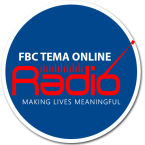 FBC TEMA ONLINE
Radio
MAKING LIVES MEANINGFUL